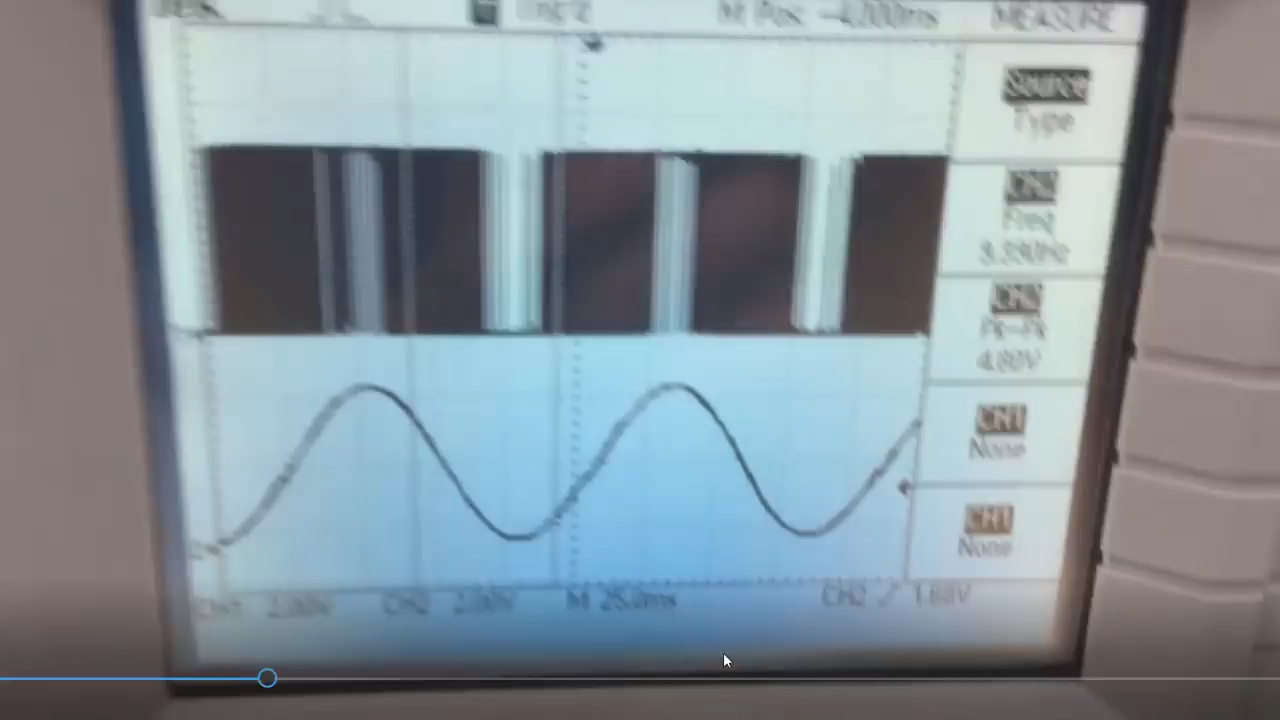 M Pos: -4.000ms MEASURE
Source
Type
CH2
Freq
CH2
Pk-Pk
4.80V
CH1
None
CH1
None
CH1 2.00V CH2 2.00V M 25.0ms CH2 / 1.68V